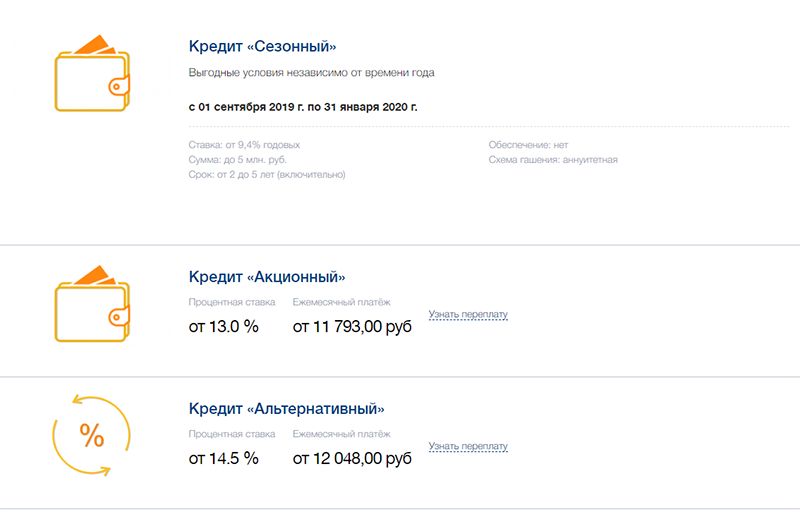 Кредит «Сезонный»
Выгодные условия независимо от времени года
с 01 сентября 2019 г. по 31 января 2020 г.
Ставка: от 9,4% годовых
Обеспечение: нет
Сумма: до 5 млн. руб.
Схема гашения: аннуитетная
Срок: от 2 до 5 лет (включительно)
Кредит «Акционный»
Процентная ставка
Ежемесячный платёж
от 13.0 %
от 11 793,00 руб
Узнать переплату
%
Кредит «Альтернативный»
Процентная ставка
Ежемесячный платёж
от 14.5 %
от 12 048,00 руб
Узнать переплату